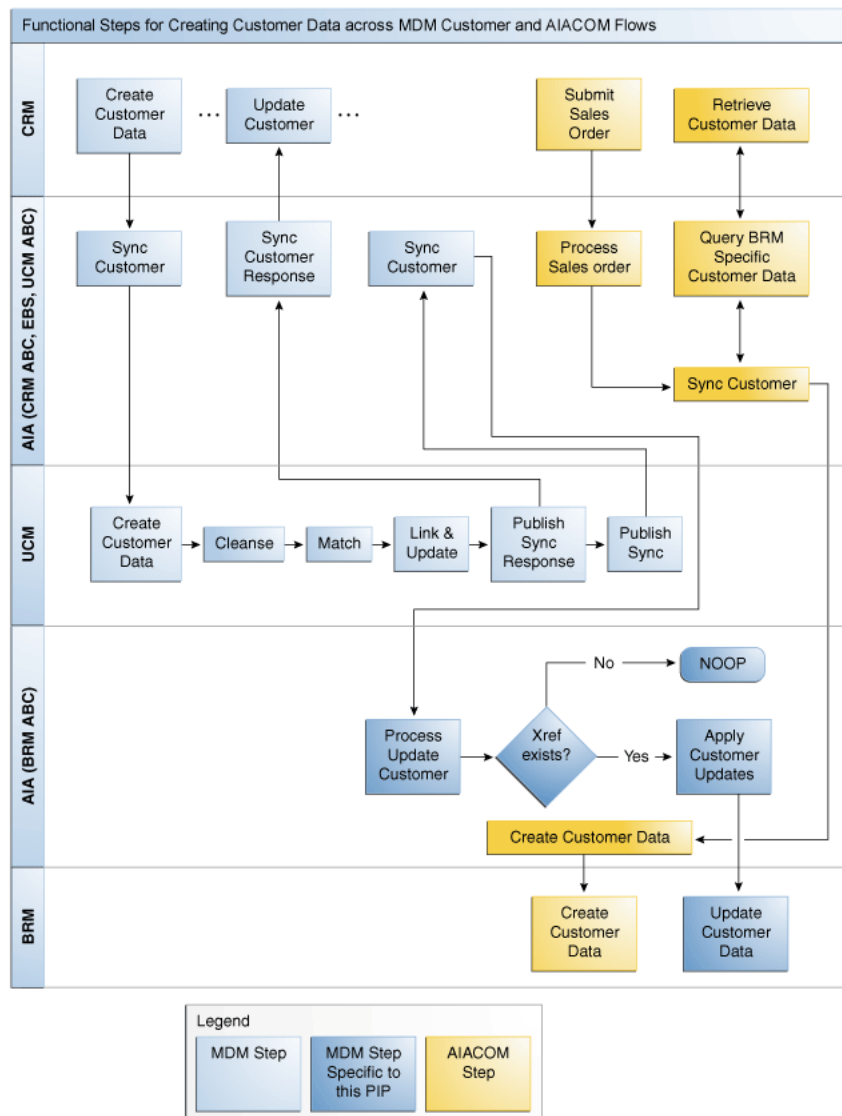 Functional Steps for Creating Customer Data across MDM Customer and AIACOM Flows
CRM
Create
Customer
Data
...
Update
Customer
...
Submit
Sales
Order
Retrieve
Customer Data
AIA (CRM ABC, EBS, UCM ABC)
Sync
Customer
Sync
Customer
Response
Sync
Customer
Process
Sales order
Query BRM
Specific
Customer Data
Sync Customer
UCM
Create
Customer
Data
Cleanse
Match
Link &
Update
Publish
Sync
Response
Publish
Sync
AIA (BRM ABC)
No
NOOP
Process
Update
Customer
Xref
exists?
Yes
Apply
Customer
Updates
Create Customer Data
BRM
Create
Customer
Data
Update
Customer
Data
Legend
MDM Step
MDM Step
Specific to
this PIP
AIACOM
Step